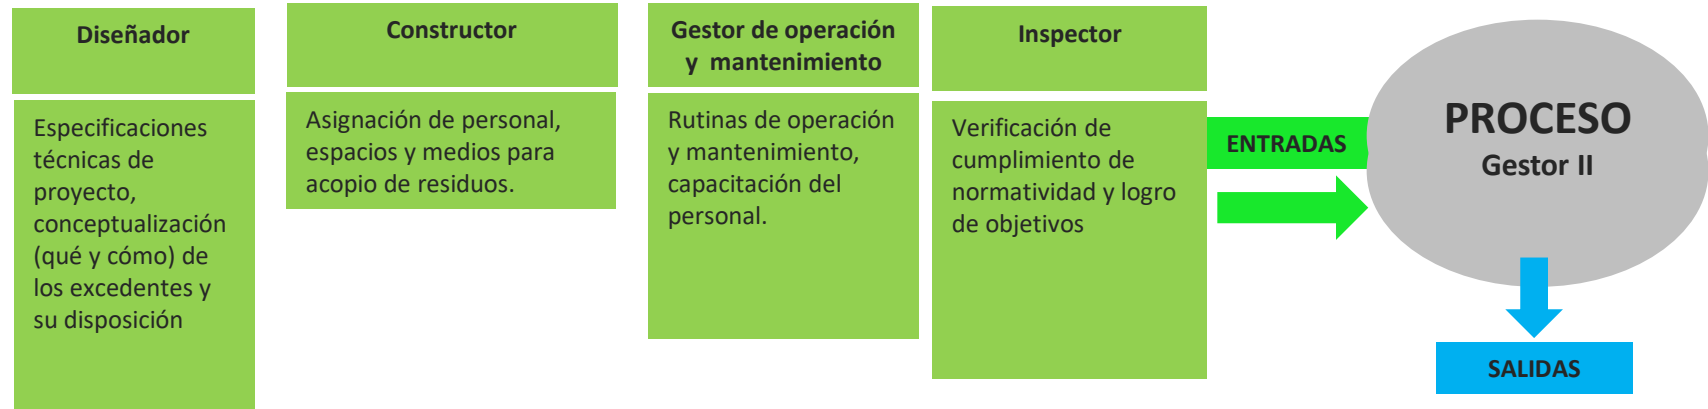 Diseñador
Especificaciones
técnicas de
proyecto,
conceptualización
(qué y cómo) de
los excedentes y
su disposición
Constructor
Asignación de personal,
espacios y medios para
acopio de residuos.
Gestor de operación
y mantenimiento
Rutinas de operación
y mantenimiento,
capacitación del
personal.
Inspector
Verificación de
cumplimiento de
normatividad y logro
de objetivos
ENTRADAS
PROCESO
Gestor II
SALIDAS